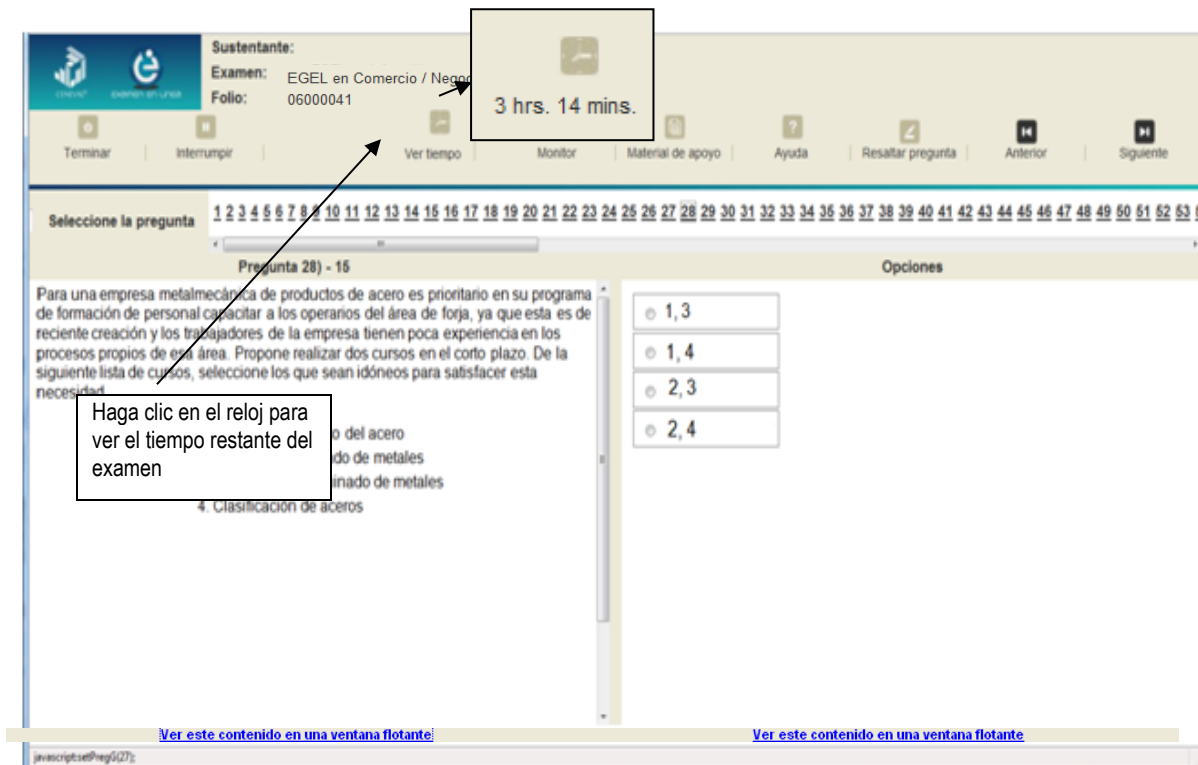 Sustentante:
Examen: EGEL en Comercio / Negoc
Folio: 06000041
3 hrs. 14 mins.
Terminar
Interrumpir
Ver tiempo
Monitor
Material de apoyo
Ayuda
Resaltar pregunta
Anterior
Siguiente
Seleccione la pregunta
1 2 3 4 5 6 7 8 9 10 11 12 13 14 15 16 17 18 19 20 21 22 23 24 25 26 27 28 29 30 31 32 33 34 35 36 37 38 39 40 41 42 43 44 45 46 47 48 49 50 51 52 53
Pregunta 28) - 15
Opciones
Para una empresa metalmecánica de productos de acero es prioritario en su programa
de formación de personal capacitar a los operarios del área de forja, ya que esta es de
reciente creación y los trabajadores de la empresa tienen poca experiencia en los
procesos propios de esa área. Propone realizar dos cursos en el corto plazo. De la
siguiente lista de cursos, seleccione los que sean idóneos para satisfacer esta
necesidad
o del acero
do de metales
inado de metales
4. Clasificación de aceros
Haga clic en el reloj para
ver el tiempo restante del
examen
1, 3
1, 4
2, 3
2, 4
Ver este contenido en una ventana flotante
Ver este contenido en una ventana flotante
javascript:setPregG(27);